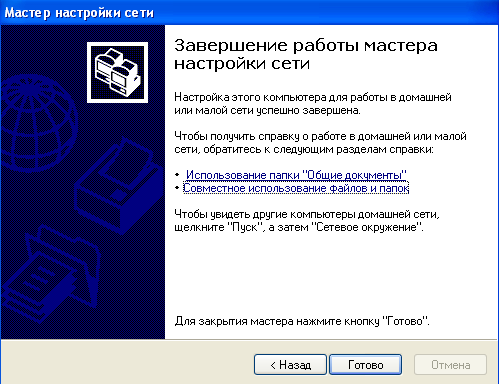 Мастер настройки сети
Завершение работы мастера
настройки сети
Настройка этого компьютера для работы в домашней
или малой сети успешно завершена.
Чтобы получить справку о работе в домашней или малой
сети, обратитесь к следующим разделам справки:
• Использование папки "Общие документы"
• Совместное использование файлов и папок
Чтобы увидеть другие компьютеры домашней сети,
щелкните "Пуск", а затем "Сетевое окружение".
Для закрытия мастера нажмите кнопку "Готово".
< Назад Готово Отмена